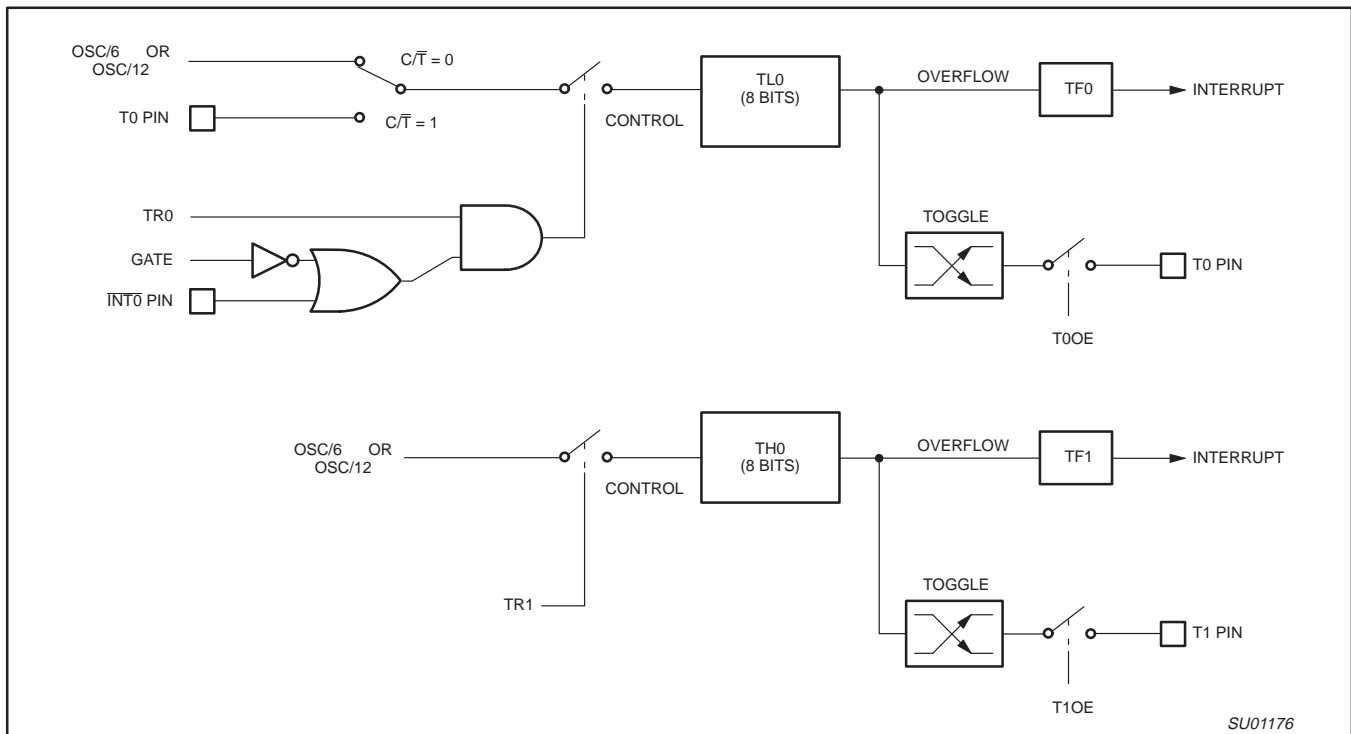 OSC/6 OR
OSC/12
C/T̅ = 0
T0 PIN
C/T̅ = 1
CONTROL
TL0
(8 BITS)
OVERFLOW
TF0
INTERRUPT
TR0
GATE
I̅N̅T̅0̅ PIN
TOGGLE
T0 PIN
T0OE
OSC/6 OR
OSC/12
CONTROL
TH0
(8 BITS)
OVERFLOW
TF1
INTERRUPT
TR1
TOGGLE
T1 PIN
T1OE
SU01176